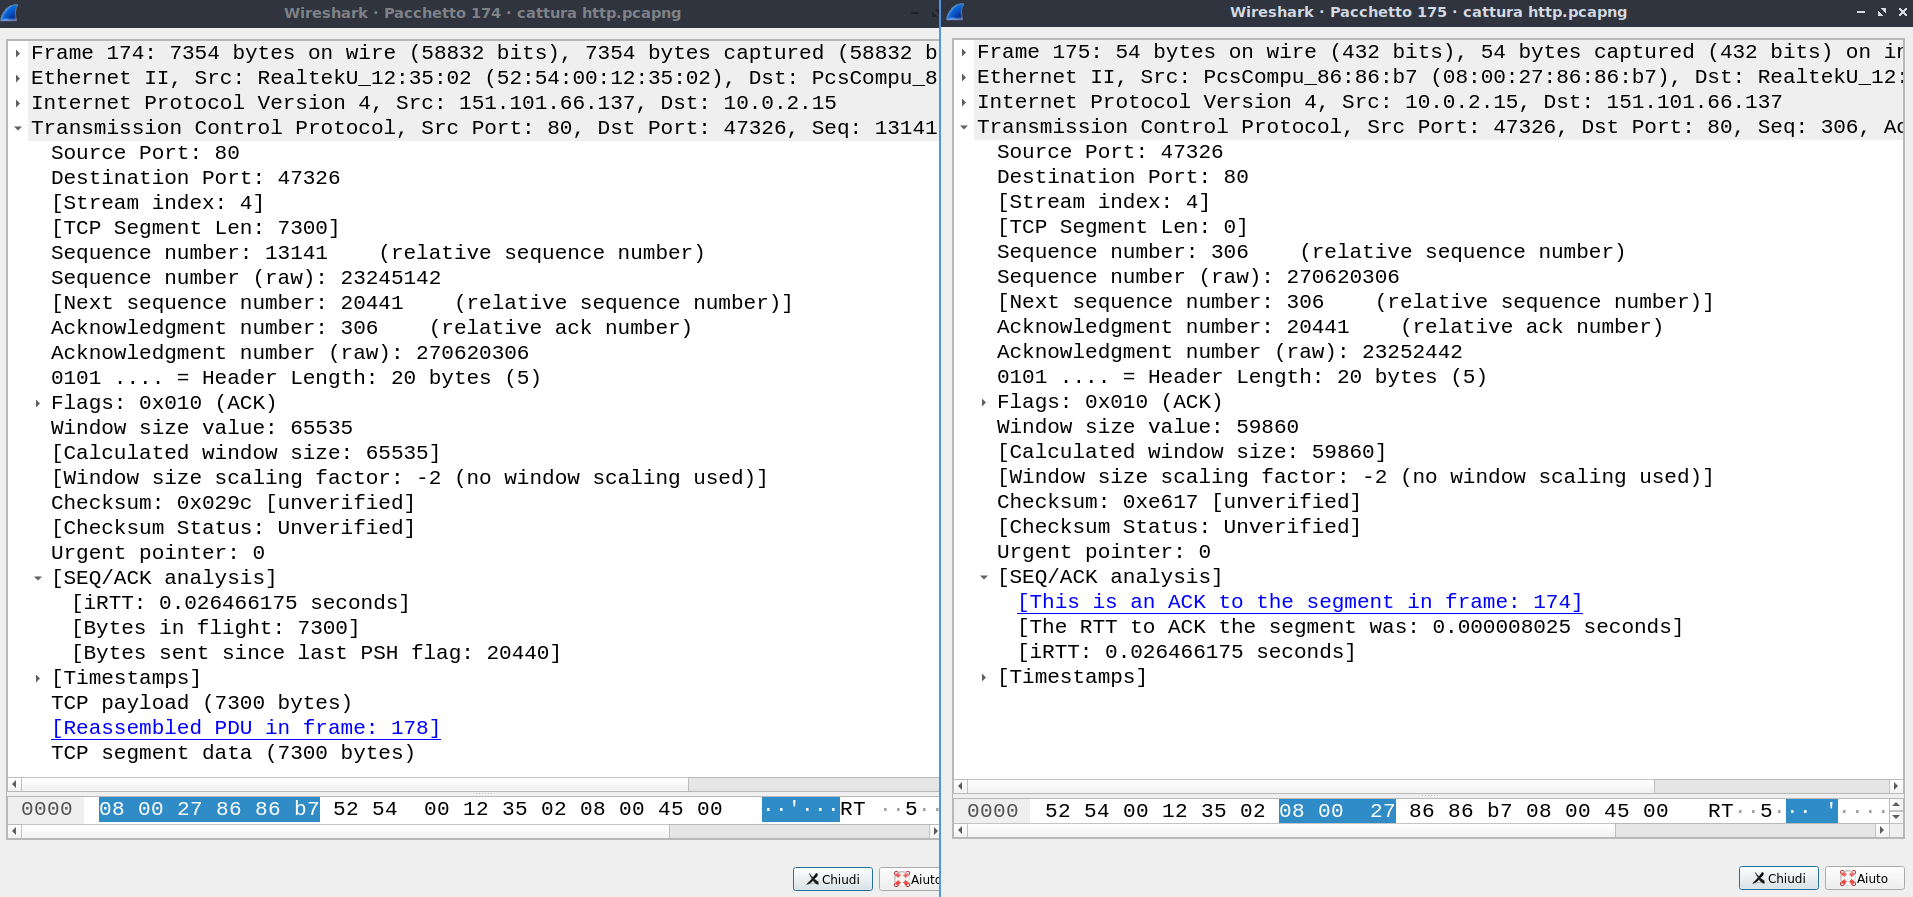 Wireshark · Pacchetto 174 · cattura http.pcapng
Frame 174: 7354 bytes on wire (58832 bits), 7354 bytes captured (58832 b
Ethernet II, Src: RealtekU_12:35:02 (52:54:00:12:35:02), Dst: PcsCompu_8
Internet Protocol Version 4, Src: 151.101.66.137, Dst: 10.0.2.15
Transmission Control Protocol, Src Port: 80, Dst Port: 47326, Seq: 13141
Source Port: 80
Destination Port: 47326
[Stream index: 4]
[TCP Segment Len: 7300]
Sequence number: 13141    (relative sequence number)
Sequence number (raw): 23245142
[Next sequence number: 20441    (relative sequence number)]
Acknowledgment number: 306    (relative ack number)
Acknowledgment number (raw): 270620306
0101 .... = Header Length: 20 bytes (5)
Flags: 0x010 (ACK)
Window size value: 65535
[Calculated window size: 65535]
[Window size scaling factor: -2 (no window scaling used)]
Checksum: 0x029c [unverified]
[Checksum Status: Unverified]
Urgent pointer: 0
[SEQ/ACK analysis]
[iRTT: 0.026466175 seconds]
[Bytes in flight: 7300]
[Bytes sent since last PSH flag: 20440]
[Timestamps]
TCP payload (7300 bytes)
[Reassembled PDU in frame: 178]
TCP segment data (7300 bytes)
0000  08 00 27 86 86 b7 52 54  00 12 35 02 08 00 45 00   ··'···RT ··5··
Chiudi
Aiuto
Wireshark · Pacchetto 175 · cattura http.pcapng
Frame 175: 54 bytes on wire (432 bits), 54 bytes captured (432 bits) on in
Ethernet II, Src: PcsCompu_86:86:b7 (08:00:27:86:86:b7), Dst: RealtekU_12:
Internet Protocol Version 4, Src: 10.0.2.15, Dst: 151.101.66.137
Transmission Control Protocol, Src Port: 47326, Dst Port: 80, Seq: 306, Ac
Source Port: 47326
Destination Port: 80
[Stream index: 4]
[TCP Segment Len: 0]
Sequence number: 306    (relative sequence number)
Sequence number (raw): 270620306
[Next sequence number: 306    (relative sequence number)]
Acknowledgment number: 20441    (relative ack number)
Acknowledgment number (raw): 23252442
0101 .... = Header Length: 20 bytes (5)
Flags: 0x010 (ACK)
Window size value: 59860
[Calculated window size: 59860]
[Window size scaling factor: -2 (no window scaling used)]
Checksum: 0xe617 [unverified]
[Checksum Status: Unverified]
Urgent pointer: 0
[SEQ/ACK analysis]
[This is an ACK to the segment in frame: 174]
[The RTT to ACK the segment was: 0.000008025 seconds]
[iRTT: 0.026466175 seconds]
[Timestamps]
0000  52 54 00 12 35 02 08 00  27 86 86 b7 08 00 45 00   RT··5··· '····
Chiudi
Aiuto